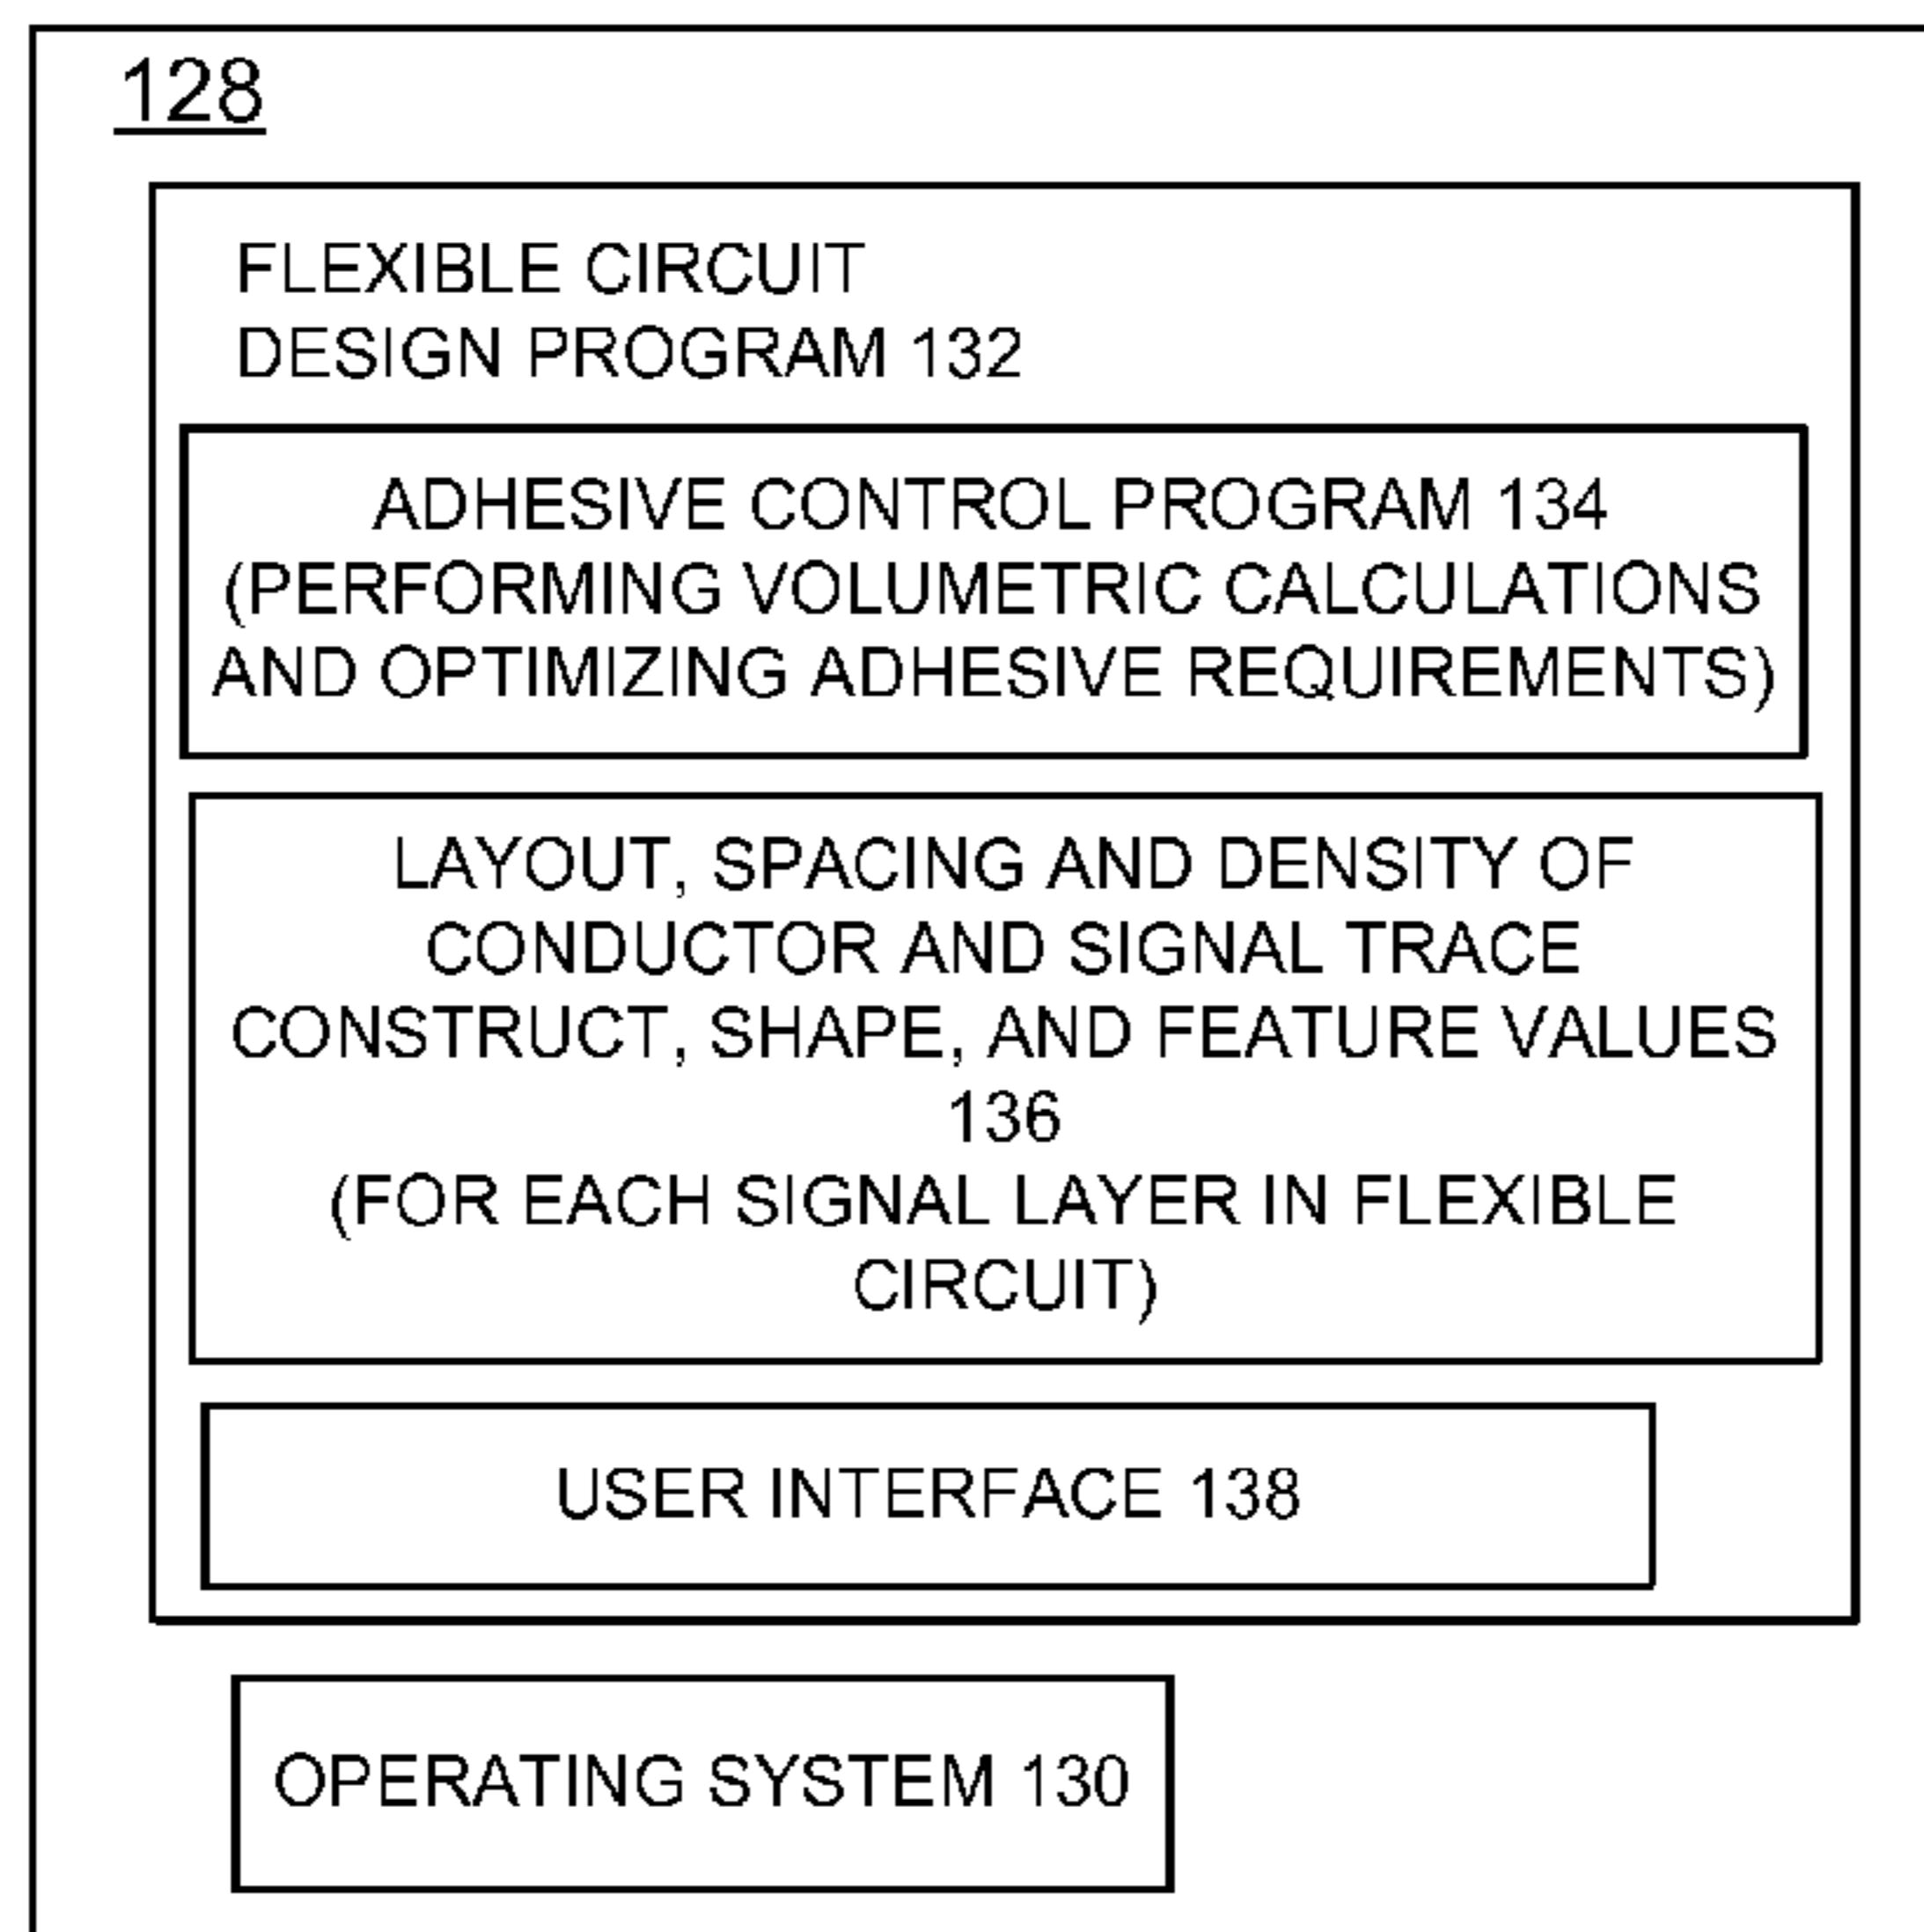 128
FLEXIBLE CIRCUIT
DESIGN PROGRAM 132
ADHESIVE CONTROL PROGRAM 134
(PERFORMING VOLUMETRIC CALCULATIONS
AND OPTIMIZING ADHESIVE REQUIREMENTS)
LAYOUT, SPACING AND DENSITY OF
CONDUCTOR AND SIGNAL TRACE
CONSTRUCT, SHAPE, AND FEATURE VALUES
136
(FOR EACH SIGNAL LAYER IN FLEXIBLE
CIRCUIT)
USER INTERFACE 138
OPERATING SYSTEM 130